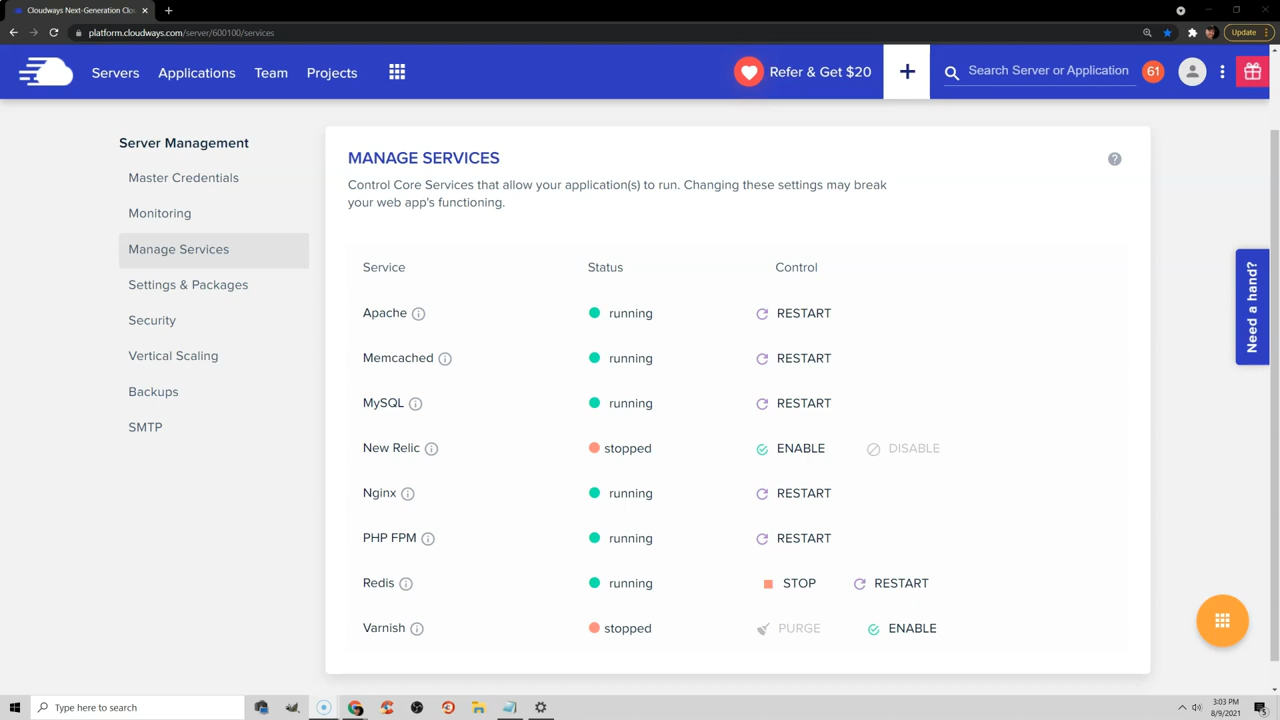 Cloudways Next-Generation Clou
platform.cloudways.com/server/600100/services
Update
Servers Applications Team Projects
Refer & Get $20
+
Search Server or Application
61
Server Management
Master Credentials
Monitoring
Manage Services
Settings & Packages
Security
Vertical Scaling
Backups
SMTP
MANAGE SERVICES
Control Core Services that allow your application(s) to run. Changing these settings may break
your web app's functioning.
Service Status Control
Apache running RESTART
Memcached running RESTART
MySQL running RESTART
New Relic stopped ENABLE DISABLE
Nginx running RESTART
PHP FPM running RESTART
Redis running STOP RESTART
Varnish stopped PURGE ENABLE
Need a hand?
Type here to search
3:03 PM
8/9/2021
5